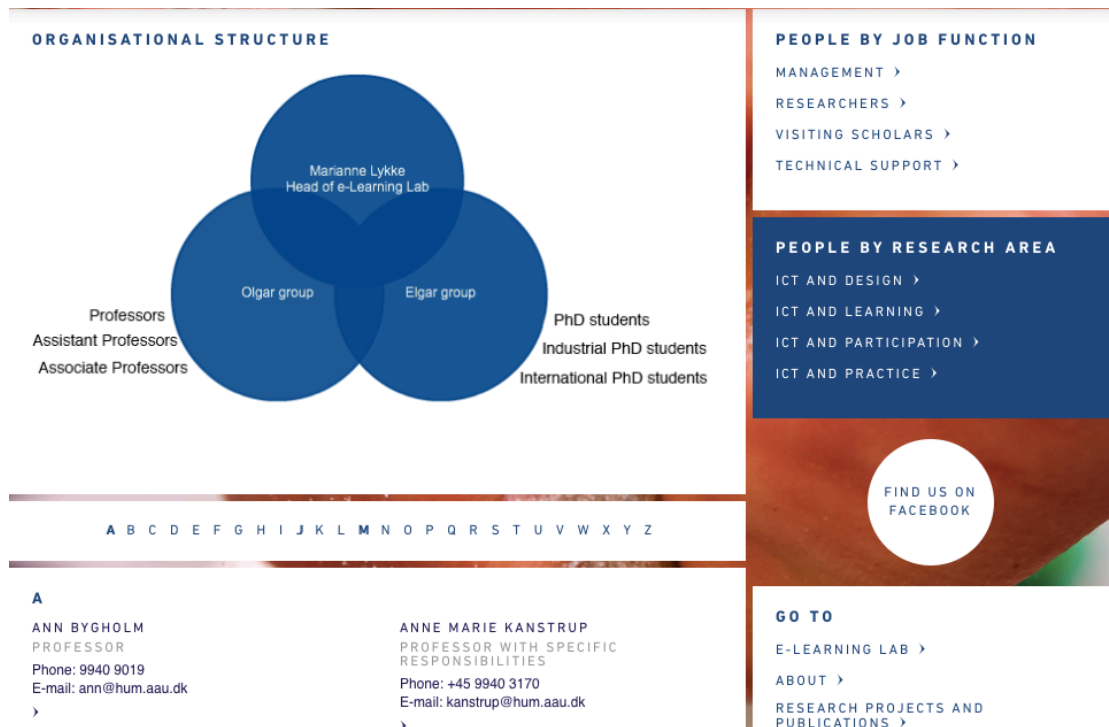 ORGANISATIONAL STRUCTURE
Marianne Lykke
Head of e-Learning Lab
Olgar group
Elgar group
Professors
Assistant Professors
Associate Professors
PhD students
Industrial PhD students
International PhD students
A B C D E F G H I J K L M N O P Q R S T U V W X Y Z
A
ANN BYGHOLM
PROFESSOR
Phone: 9940 9019
E-mail: ann@hum.aau.dk
ANNE MARIE KANSTRUP
PROFESSOR WITH SPECIFIC
RESPONSIBILITIES
Phone: +45 9940 3170
E-mail: kanstrup@hum.aau.dk
PEOPLE BY JOB FUNCTION
MANAGEMENT
RESEARCHERS
VISITING SCHOLARS
TECHNICAL SUPPORT
PEOPLE BY RESEARCH AREA
ICT AND DESIGN
ICT AND LEARNING
ICT AND PARTICIPATION
ICT AND PRACTICE
FIND US ON
FACEBOOK
GO TO
E-LEARNING LAB
ABOUT
RESEARCH PROJECTS AND
PUBLICATIONS